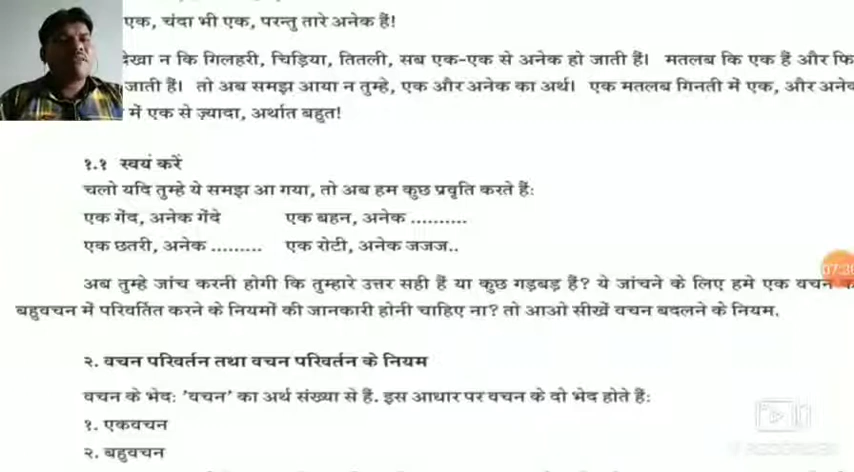 एक, चंदा भी एक, परन्तु तारे अनेक हैं!
देखा न कि गिलहरी, चिड़िया, तितली, सब एक-एक से अनेक हो जाती हैं।  मतलब कि एक हैं और फि
जाती हैं।  तो अब समझ आया न तुम्हे, एक और अनेक का अर्थ।  एक मतलब गिनती में एक, और अने
में एक से ज़्यादा, अर्थात बहुत!
१.१ स्वयं करें
चलो यदि तुम्हे ये समझ आ गया, तो अब हम कुछ प्रवृति करते हैं:
एक गेंद, अनेक गेंदे  एक बहन, अनेक ..........
एक छतरी, अनेक .........  एक रोटी, अनेक जजज..
07:20
अब तुम्हे जांच करनी होगी कि तुम्हारे उत्तर सही हैं या कुछ गड़बड़ हैं? ये जांचने के लिए हमे एक वचन
बहुवचन में परिवर्तित करने के नियमों की जानकारी होनी चाहिए ना? तो आओ सीखें वचन बदलने के नियम.
२. वचन परिवर्तन तथा वचन परिवर्तन के नियम
वचन के भेद: 'वचन' का अर्थ संख्या से हैं. इस आधार पर वचन के दो भेद होते हैं:
१. एकवचन
२. बहुवचन